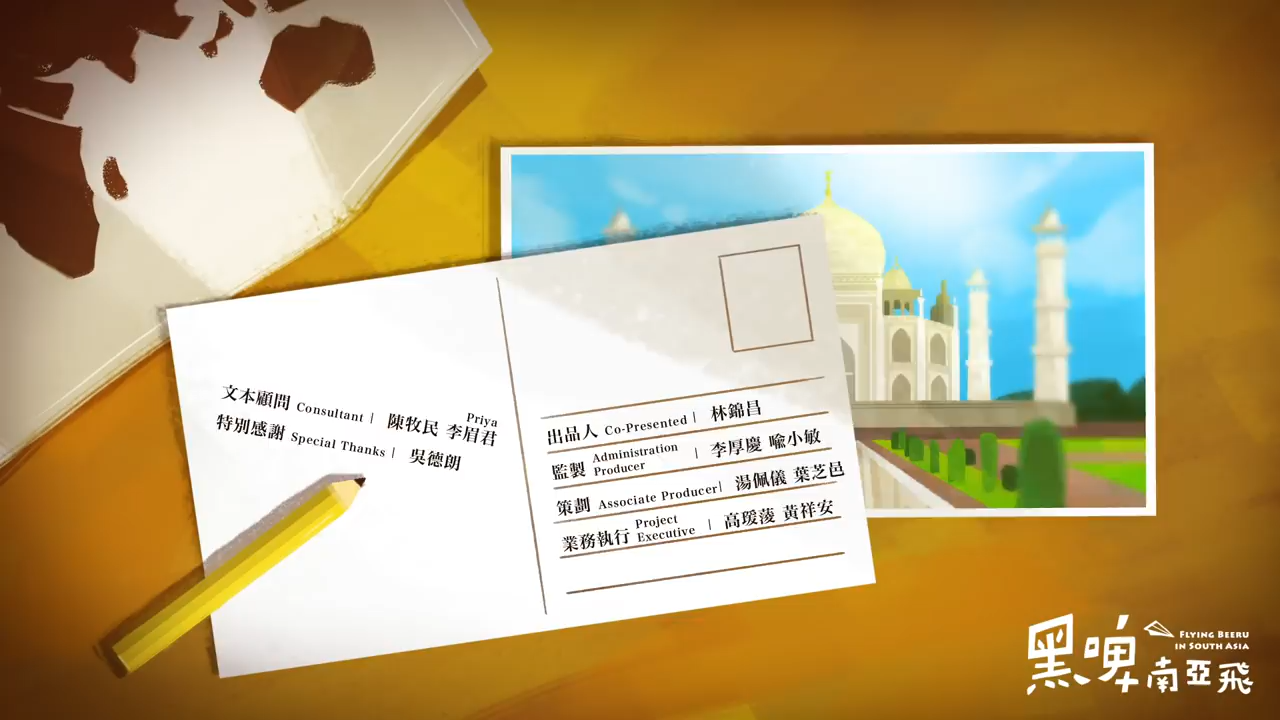 文本顧問 Consultant | 陳牧民 Priya 李眉君
特別感謝 Special Thanks | 吳德朗
出品人 Co-Presented | 林錦昌
監製 Administration Producer | 李厚慶 喩小敏
策劃 Associate Producer | 湯佩儀 葉芝邑
業務執行 Project Executive | 高瑗蓤 黃祥安
黑啤 FLYING BEERU
IN SOUTH ASIA
南亞飛